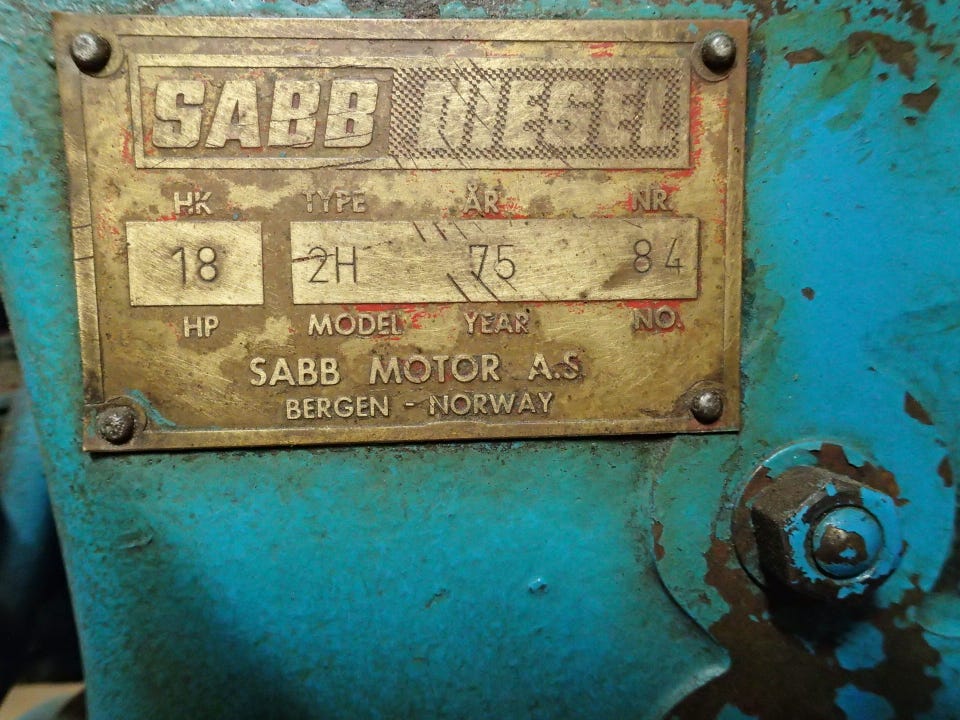 SABB DIESEL
HK TYPE ÅR NR.
18 2H 75 84
HP MODEL YEAR NO.
SABB MOTOR A.S.
BERGEN - NORWAY